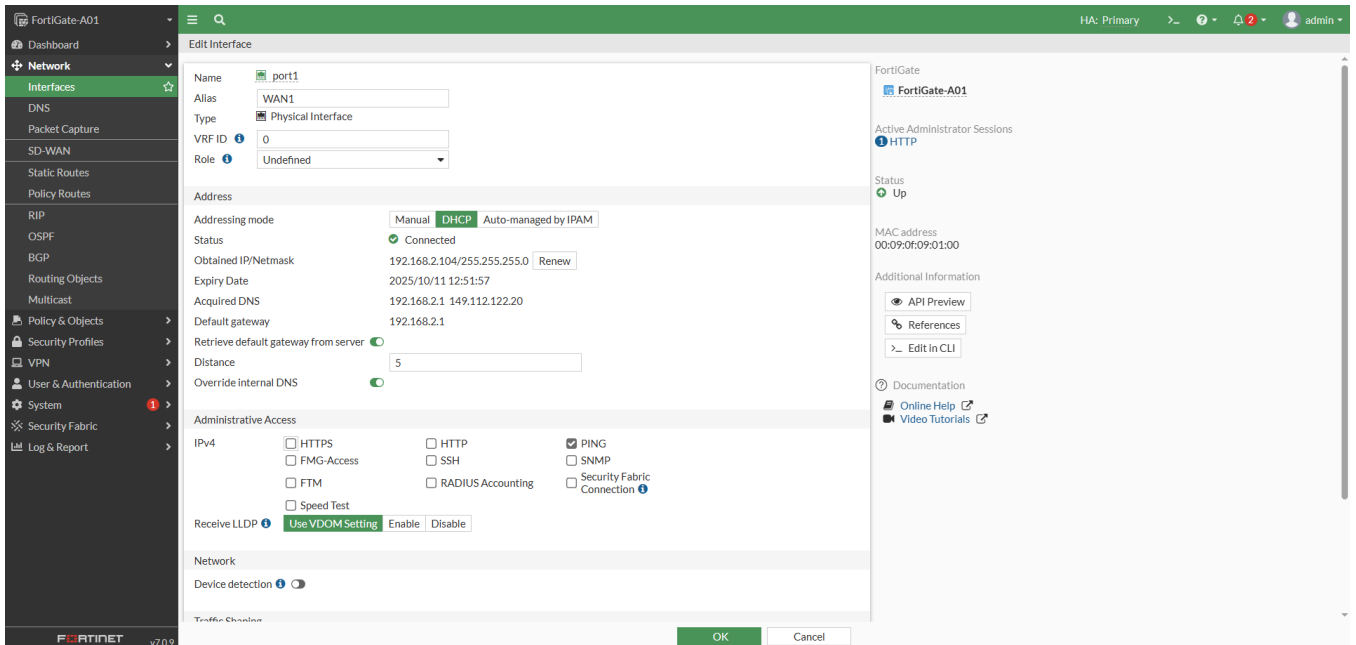 FortiGate-A01
HA: Primary
>_
2
admin
Dashboard
Network
Interfaces
DNS
Packet Capture
SD-WAN
Static Routes
Policy Routes
RIP
OSPF
BGP
Routing Objects
Multicast
Policy & Objects
Security Profiles
VPN
User & Authentication
System 1
Security Fabric
Log & Report
FORTINET v7.0.9
Edit Interface
Name port1
Alias WAN1
Type Physical Interface
VRF ID 0
Role Undefined
Address
Addressing mode Manual DHCP Auto-managed by IPAM
Status Connected
Obtained IP/Netmask 192.168.2.104/255.255.255.0 Renew
Expiry Date 2025/10/11 12:51:57
Acquired DNS 192.168.2.1 149.112.122.20
Default gateway 192.168.2.1
Retrieve default gateway from server
Distance 5
Override internal DNS
Administrative Access
IPv4 HTTPS HTTP PING
FMG-Access SSH SNMP
FTM RADIUS Accounting Security Fabric
Connection
Speed Test
Receive LLDP Use VDOM Setting Enable Disable
Network
Device detection
Traffic Shaping
OK Cancel
FortiGate
FortiGate-A01
Active Administrator Sessions
1 HTTP
Status
Up
MAC address
00:09:0f:09:01:00
Additional Information
API Preview
References
>_ Edit in CLI
Documentation
Online Help
Video Tutorials